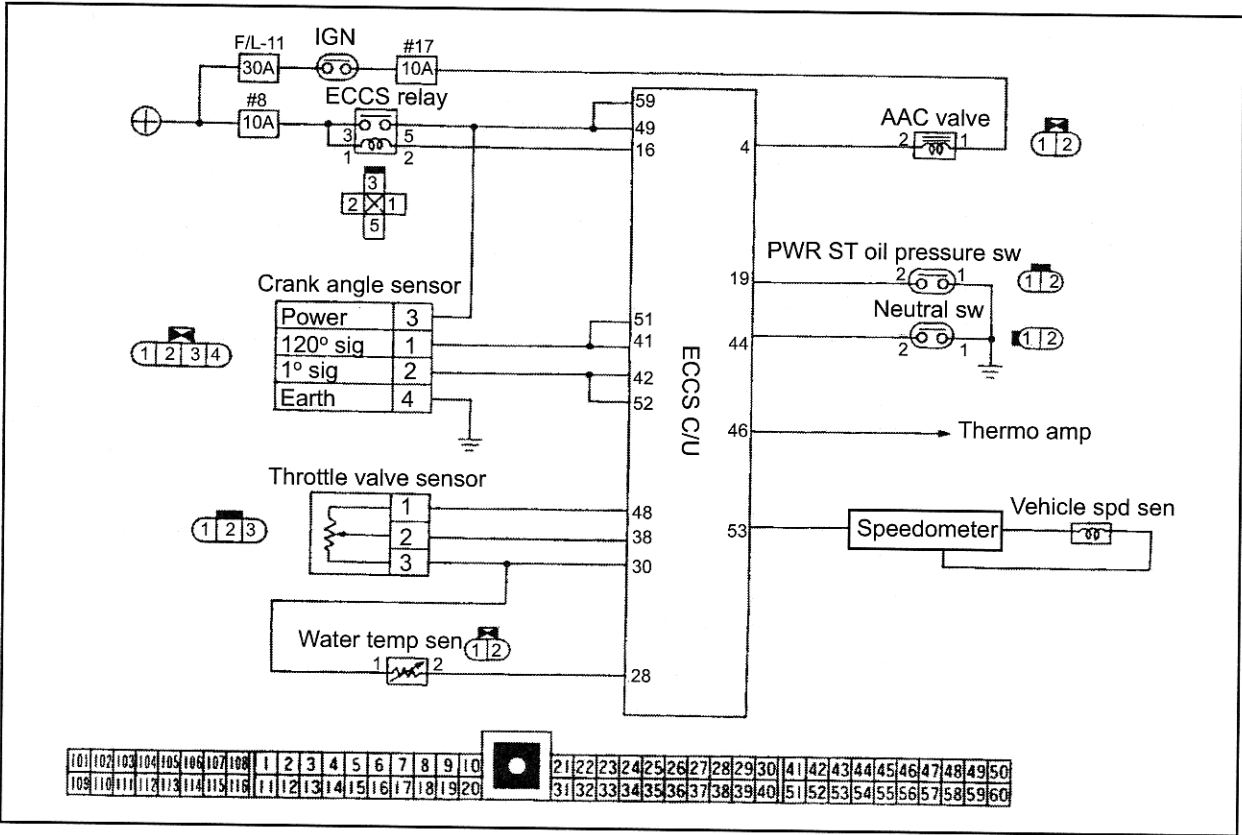 F/L-11 IGN #17
30A 10A
#8 ECCS relay
10A
3 5
1 2
3
2 1
5
59
49
16
4
AAC valve
2 1
1 2
PWR ST oil pressure sw
19
2 1
1 2
Neutral sw
44
2 1
1 2
Crank angle sensor
Power 3
120° sig 1
1° sig 2
Earth 4
1 2 3 4
51
41
42
52
ECCS C/U
46
Thermo amp
Throttle valve sensor
1
2
3
1 2 3
48
38
30
53
Speedometer
Vehicle spd sen
Water temp sen
1 2
1 2
28
101 102 103 104 105 106 107 108 1 2 3 4 5 6 7 8 9 10 21 22 23 24 25 26 27 28 29 30 41 42 43 44 45 46 47 48 49 50
109 110 111 112 113 114 115 116 11 12 13 14 15 16 17 18 19 20 31 32 33 34 35 36 37 38 39 40 51 52 53 54 55 56 57 58 59 60